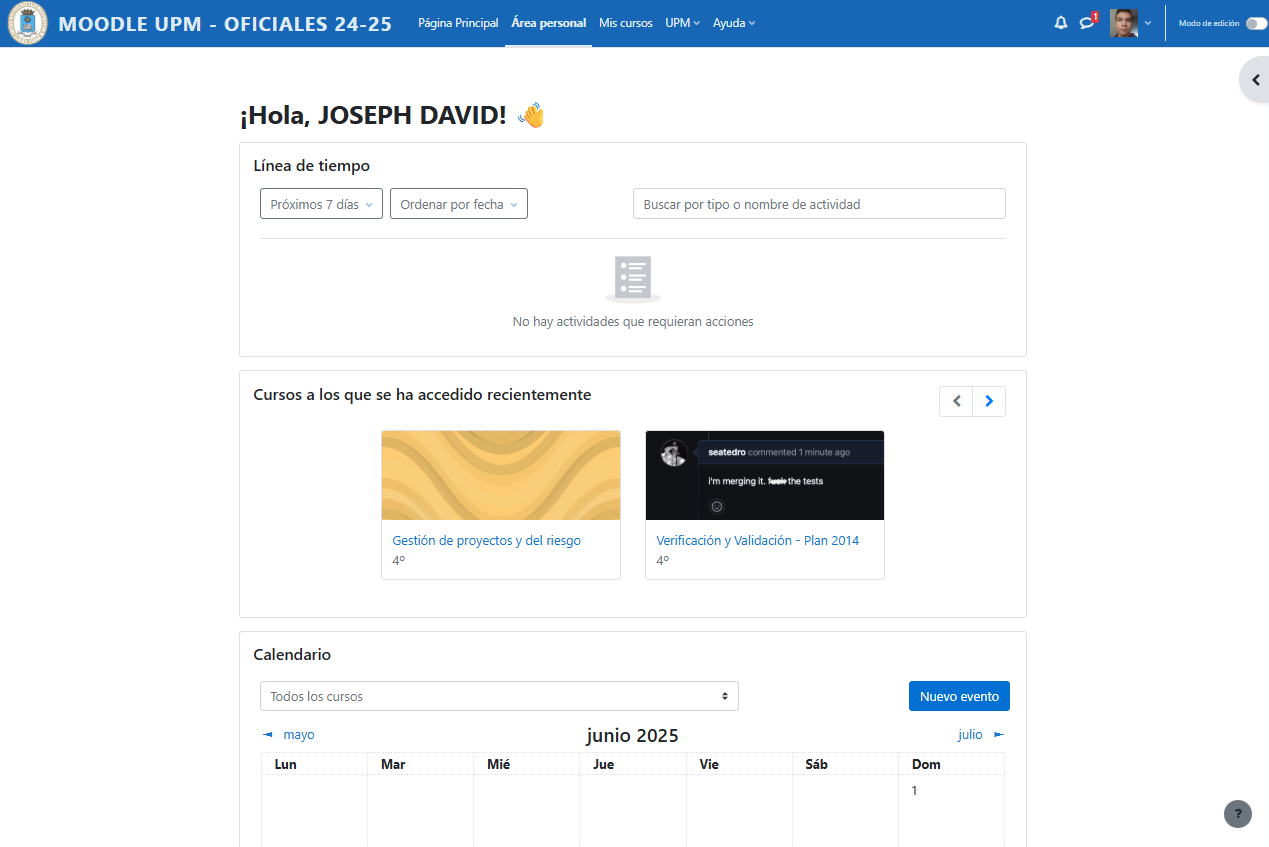 MOODLE UPM - OFICIALES 24-25
Página Principal
Área personal
Mis cursos
UPM
Ayuda
1
Modo de edición
¡Hola, JOSEPH DAVID! 👋
Línea de tiempo
Próximos 7 días
Ordenar por fecha
Buscar por tipo o nombre de actividad
No hay actividades que requieran acciones
Cursos a los que se ha accedido recientemente
Gestión de proyectos y del riesgo
4º
seatedro commented 1 minute ago
i'm merging it. the tests
Verificación y Validación - Plan 2014
4º
Calendario
Todos los cursos
Nuevo evento
◄ mayo
junio 2025
julio ►
Lun Mar Mié Jue Vie Sáb Dom
1
?